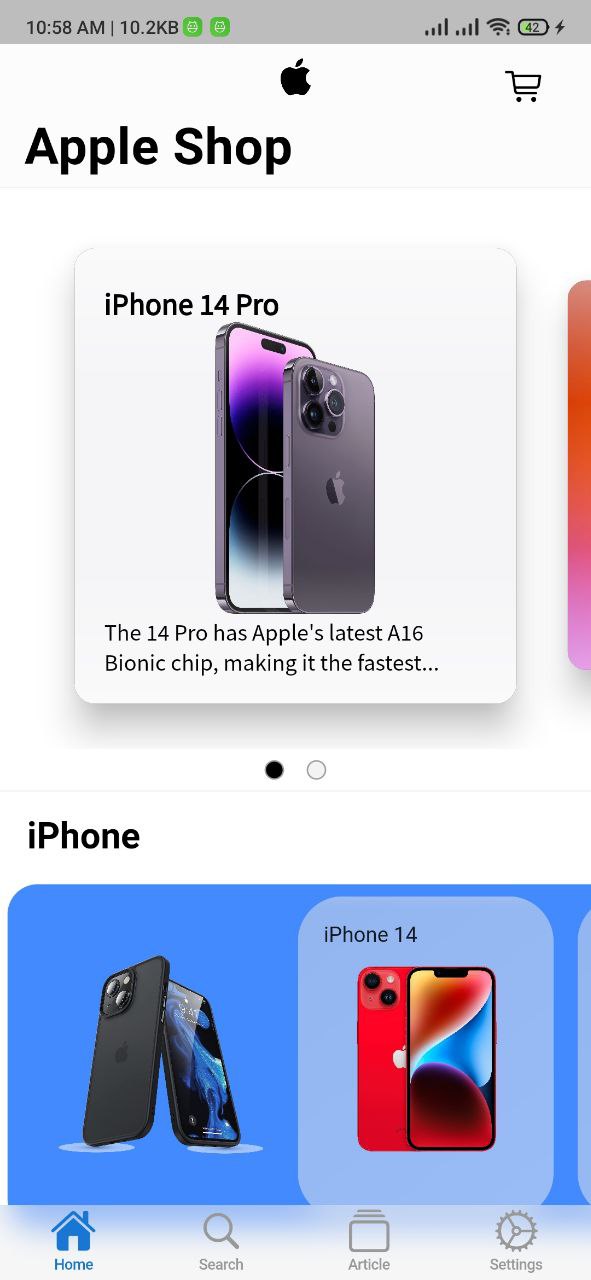 10:58 AM | 10.2KB
42
Apple Shop
iPhone 14 Pro
The 14 Pro has Apple's latest A16
Bionic chip, making it the fastest...
iPhone
iPhone 14
Home
Search
Article
Settings